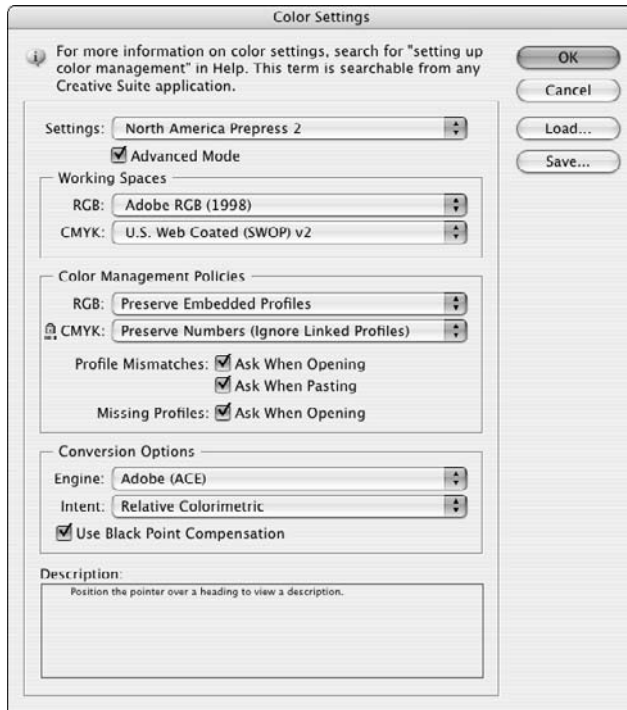 Color Settings
For more information on color settings, search for "setting up
color management" in Help. This term is searchable from any
Creative Suite application.
OK
Cancel
Load...
Save...
Settings: North America Prepress 2
Advanced Mode
Working Spaces
RGB: Adobe RGB (1998)
CMYK: U.S. Web Coated (SWOP) v2
Color Management Policies
RGB: Preserve Embedded Profiles
CMYK: Preserve Numbers (Ignore Linked Profiles)
Profile Mismatches: Ask When Opening
Ask When Pasting
Missing Profiles: Ask When Opening
Conversion Options
Engine: Adobe (ACE)
Intent: Relative Colorimetric
Use Black Point Compensation
Description:
Position the pointer over a heading to view a description.